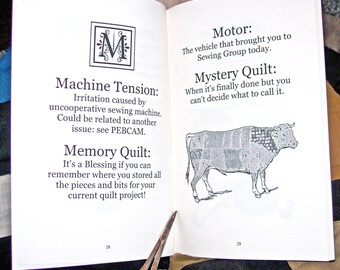 M
Machine Tension:
Irritation caused by
uncooperative sewing machine.
Could be related to another
issue: see PEBCAM.
Memory Quilt:
It's a Blessing if you can
remember where you stored all
the pieces and bits for your
current quilt project!
28
Motor:
The vehicle that brought you to
Sewing Group today.
Mystery Quilt:
When it's finally done but you
can't decide what to call it.
29